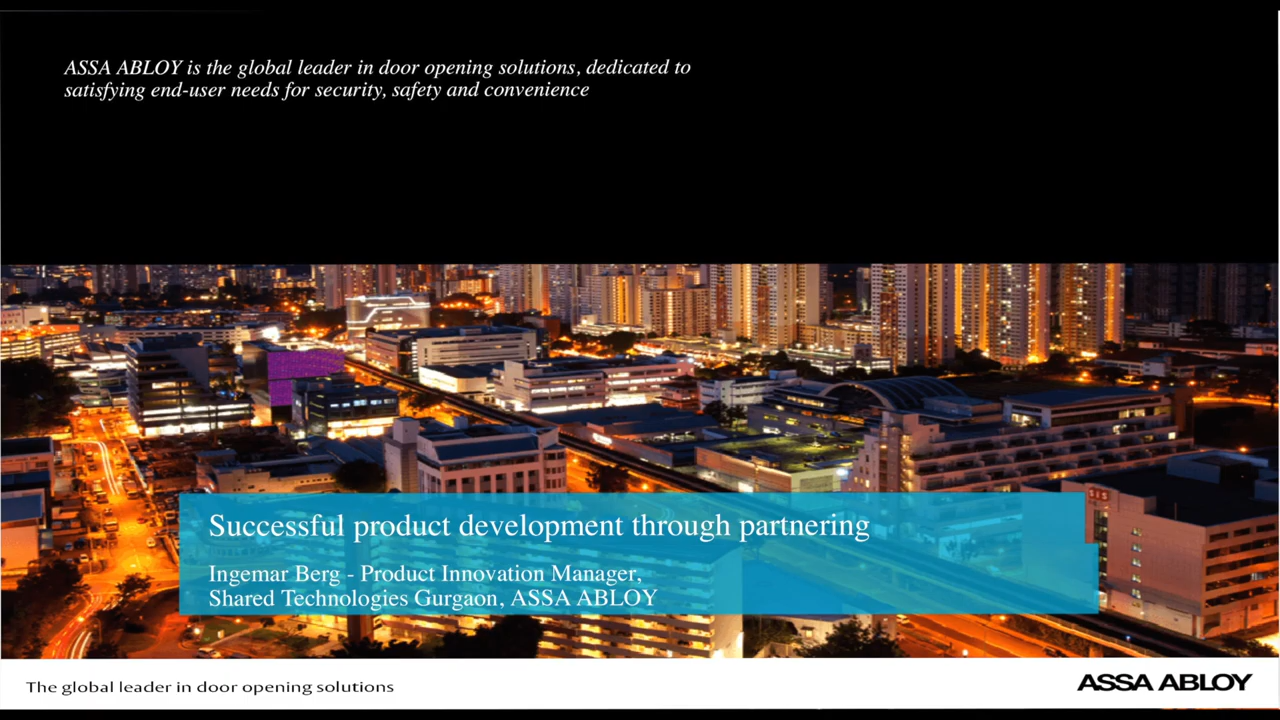 ASSA ABLOY is the global leader in door opening solutions, dedicated to
satisfying end-user needs for security, safety and convenience
SIS
Successful product development through partnering
Ingemar Berg - Product Innovation Manager,
Shared Technologies Gurgaon, ASSA ABLOY
The global leader in door opening solutions
ASSA ABLOY